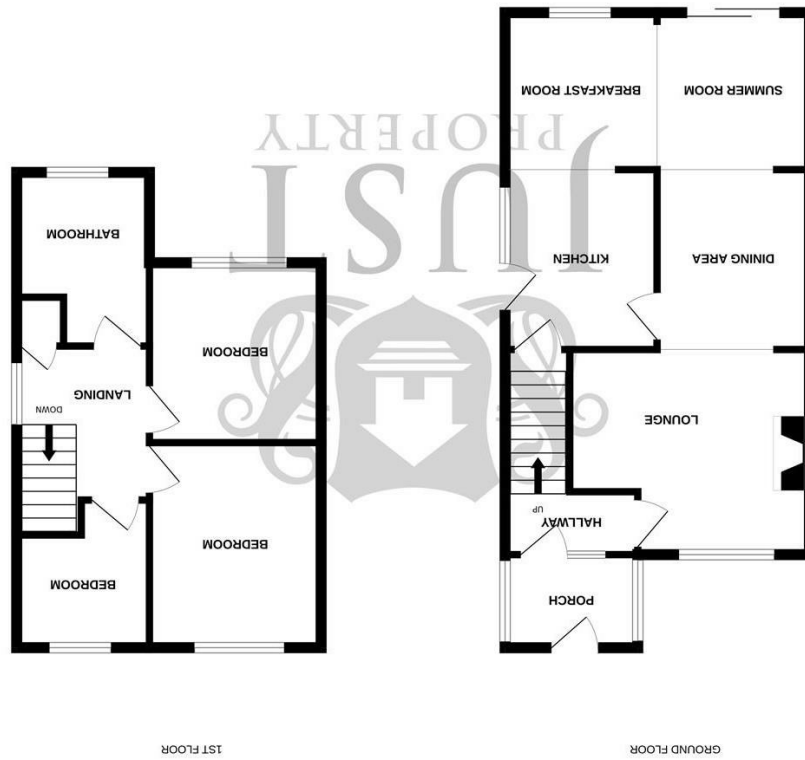 GROUND FLOOR
1ST FLOOR
PORCH
HALLWAY
UP
LOUNGE
DINING AREA
KITCHEN
SUMMER ROOM
BREAKFAST ROOM
BEDROOM
BEDROOM
DOWN
LANDING
BEDROOM
BATHROOM
JUST
PROPERTY